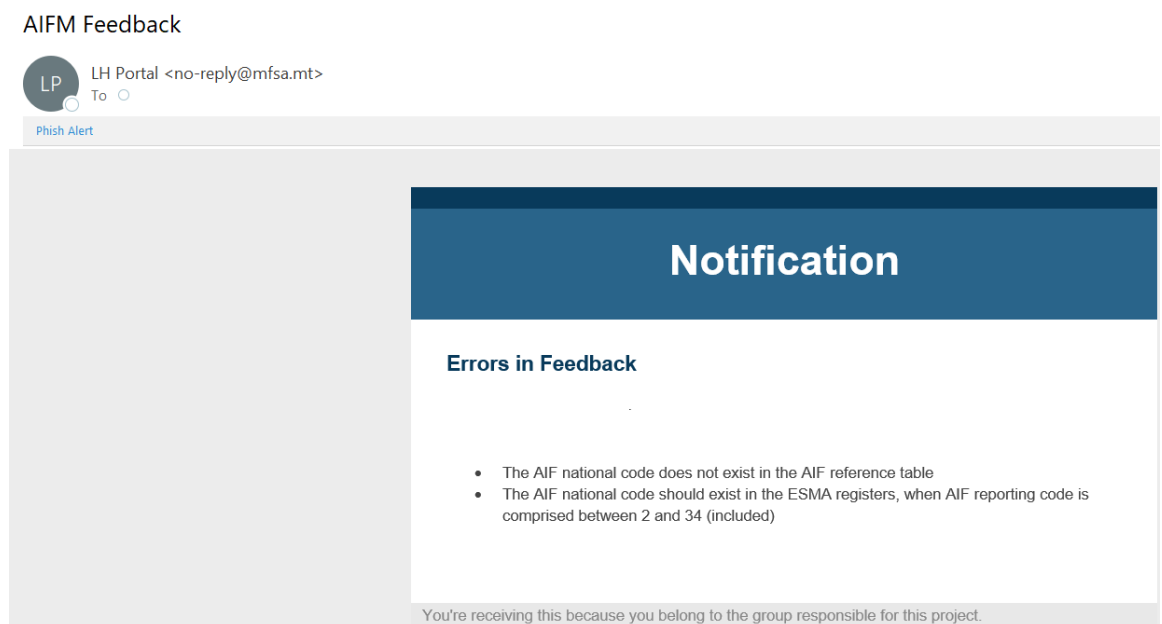 AIFM Feedback
LP
LH Portal <no-reply@mfsa.mt>
To
Phish Alert
Notification
Errors in Feedback
.
• The AIF national code does not exist in the AIF reference table
• The AIF national code should exist in the ESMA registers, when AIF reporting code is
comprised between 2 and 34 (included)
You're receiving this because you belong to the group responsible for this project.